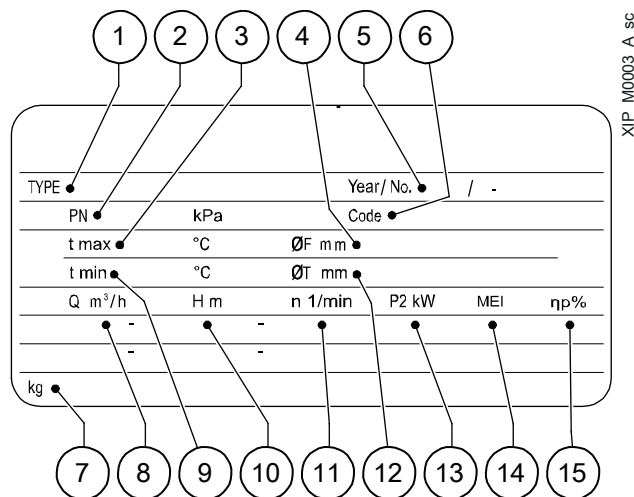 1 2 3 4 5 6
XIP M0003 A sc
TYPE Year/No. / -
PN kPa Code
t max °C ØF mm
t min °C ØT mm
Q m³/h H m n 1/min P2 kW MEI ηp%
- -
- -
kg
7 8 9 10 11 12 13 14 15